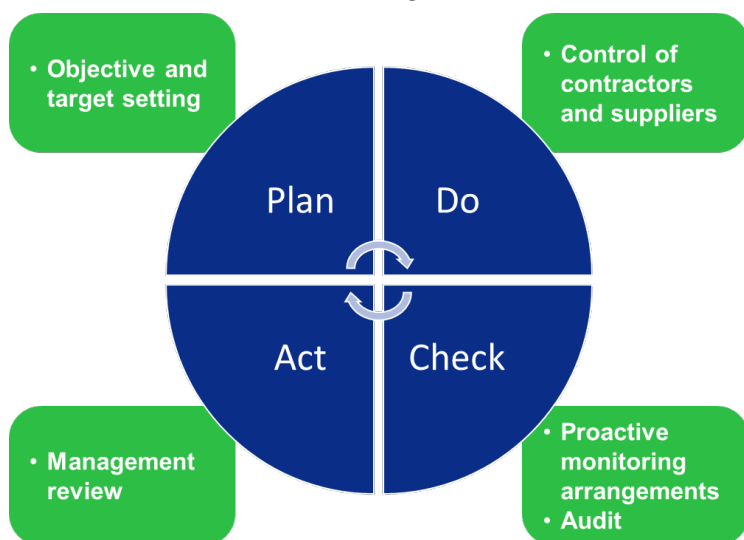 • Objective and
target setting
• Control of
contractors
and suppliers
Plan
Do
Act
Check
• Management
review
• Proactive
monitoring
arrangements
• Audit